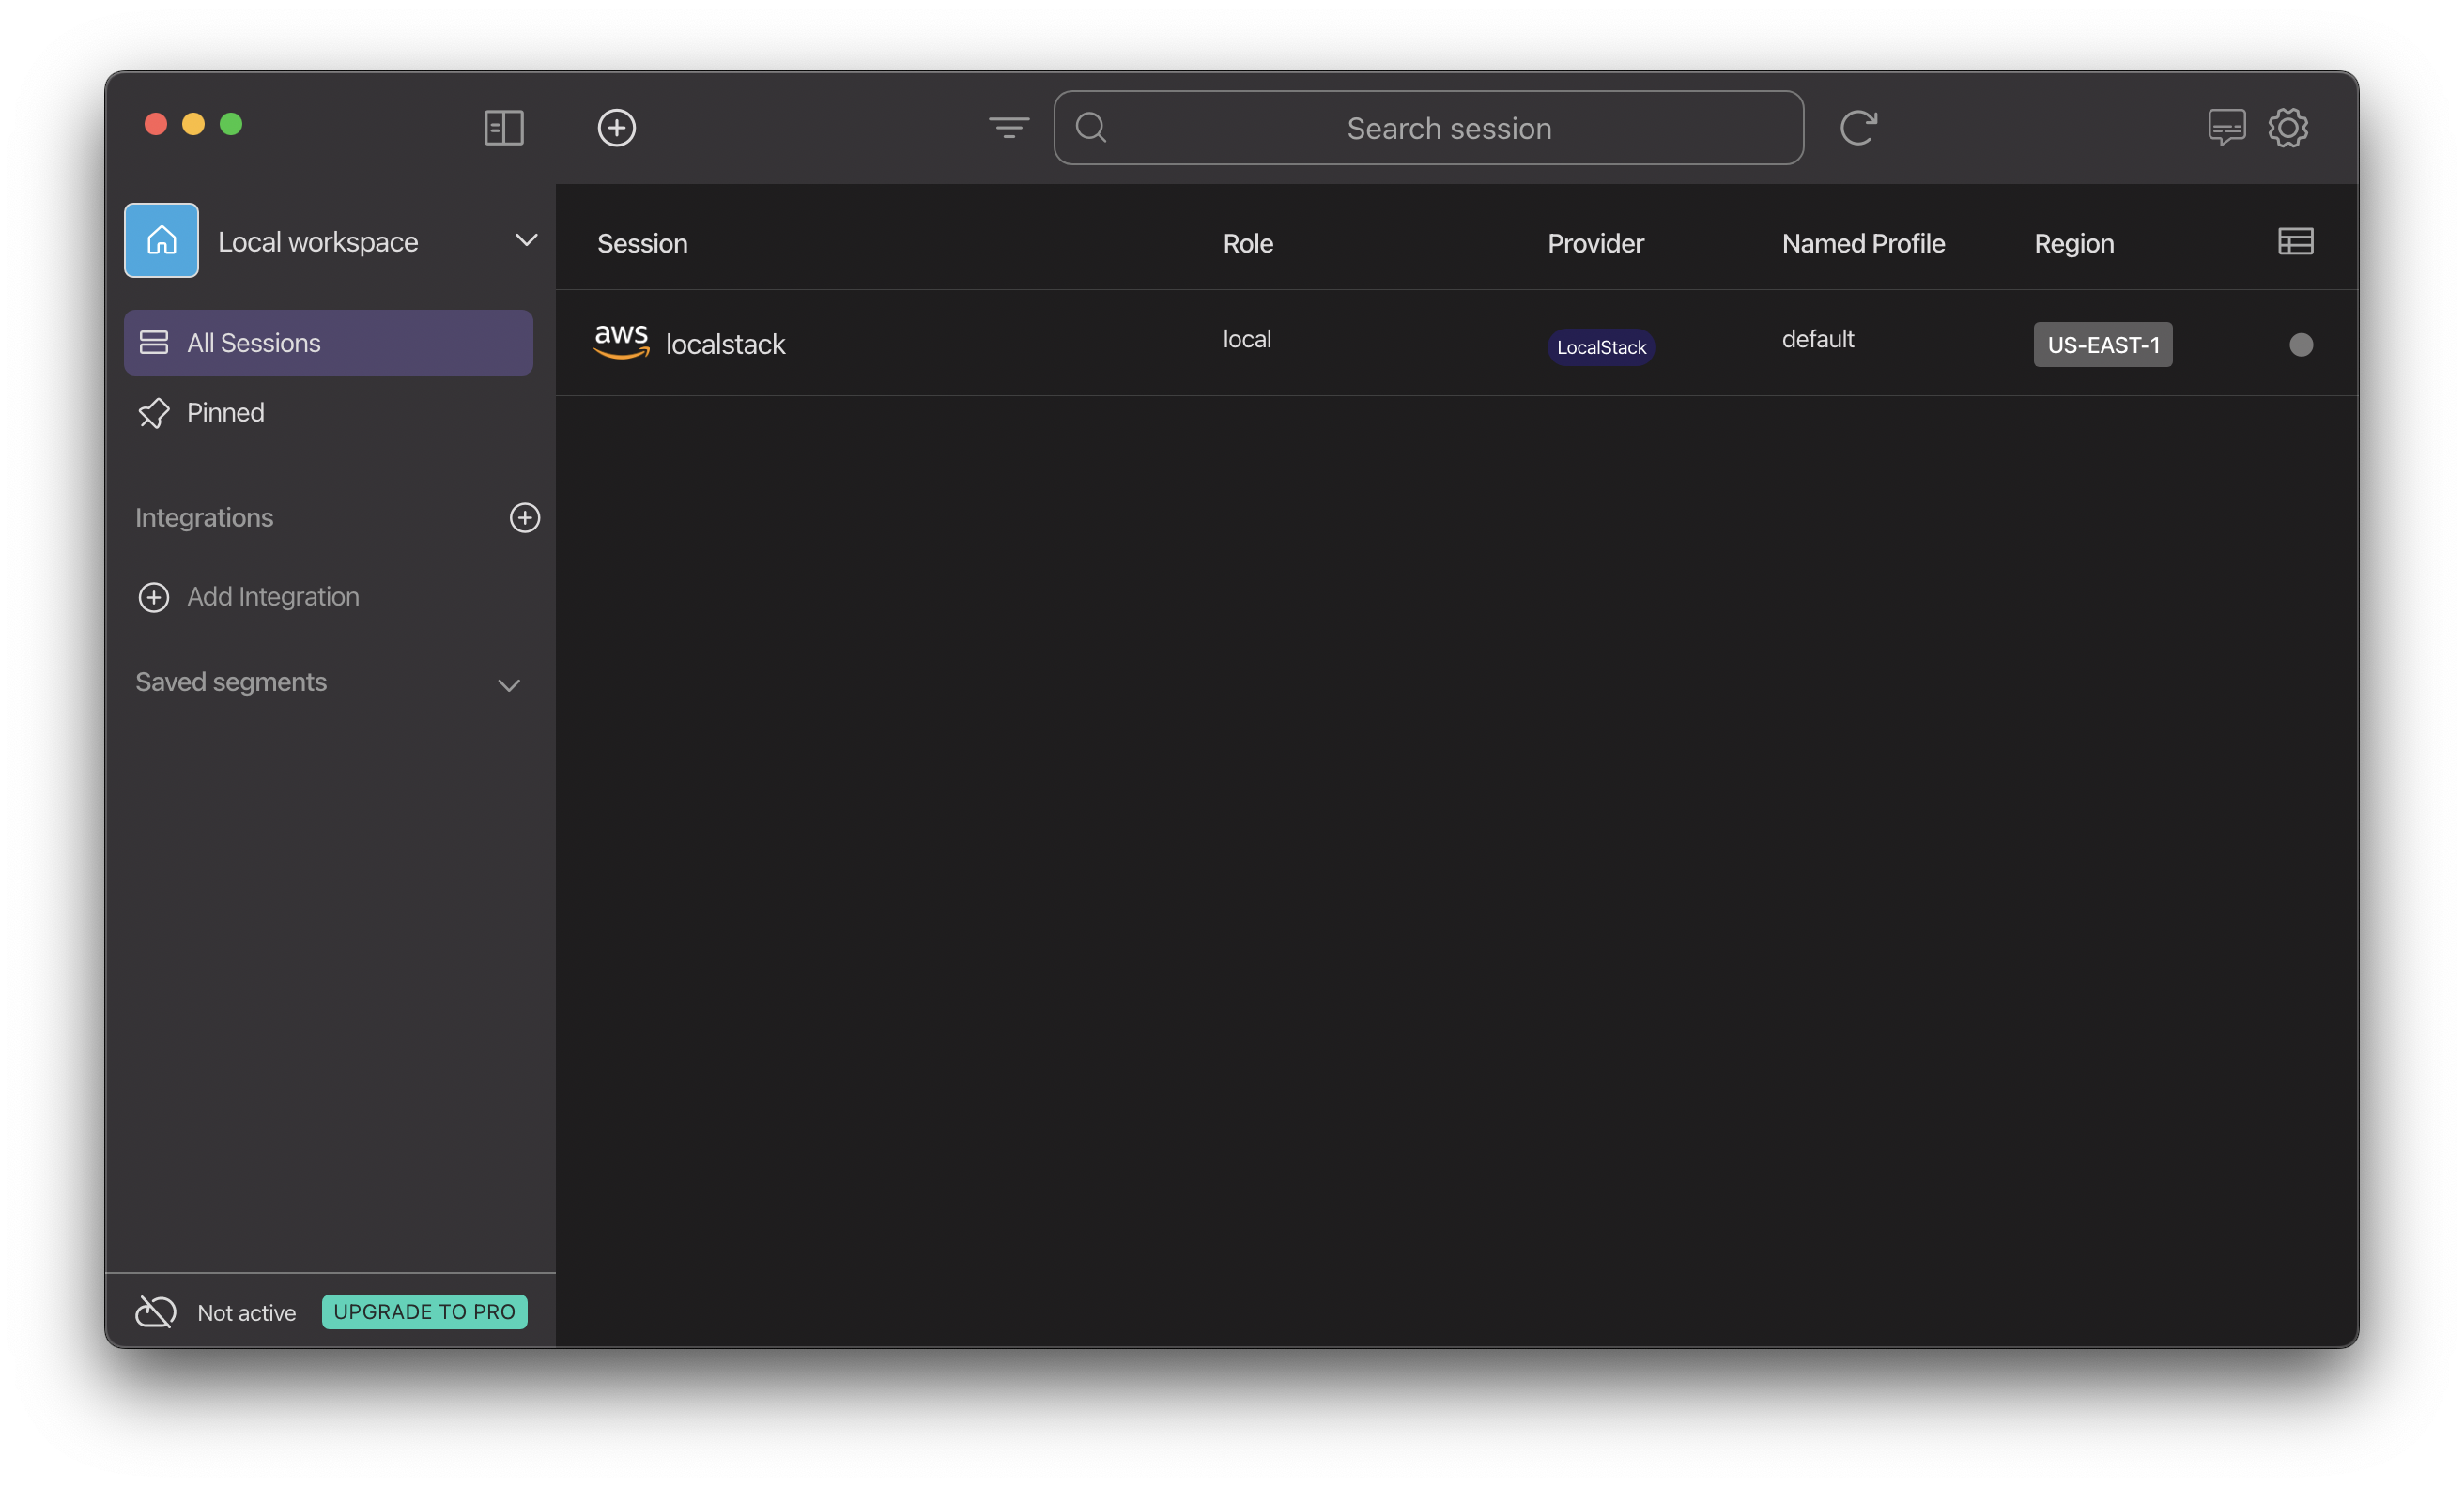 Search session
Local workspace
All Sessions
Pinned
Integrations
Add Integration
Saved segments
Not active UPGRADE TO PRO
Session Role Provider Named Profile Region
aws localstack local LocalStack default US-EAST-1